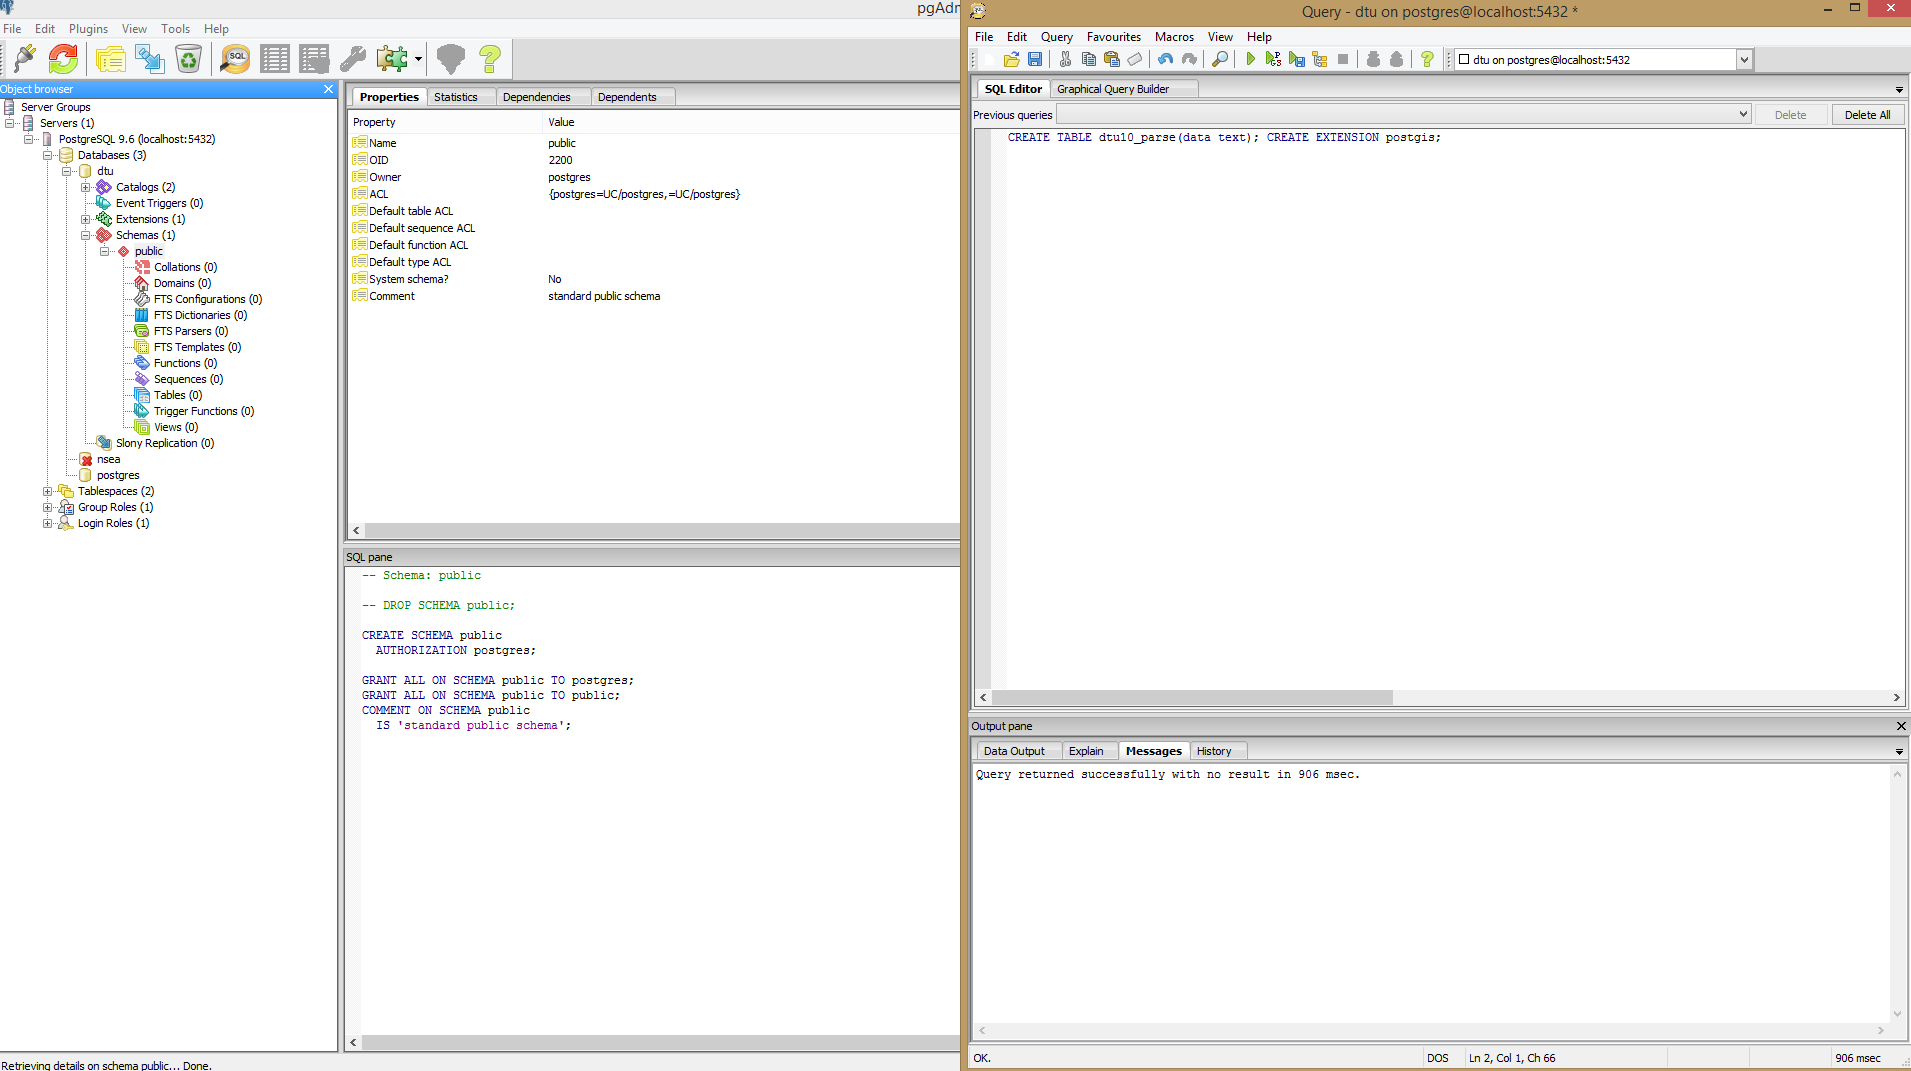 pgAdm
File Edit Plugins View Tools Help
SQL
Object browser
Server Groups
Servers (1)
PostgreSQL 9.6 (localhost:5432)
Databases (3)
dtu
Catalogs (2)
Event Triggers (0)
Extensions (1)
Schemas (1)
public
Collations (0)
Domains (0)
FTS Configurations (0)
FTS Dictionaries (0)
FTS Parsers (0)
FTS Templates (0)
Functions (0)
Sequences (0)
Tables (0)
Trigger Functions (0)
Views (0)
Slony Replication (0)
nsea
postgres
Tablespaces (2)
Group Roles (1)
Login Roles (1)
Retrieving details on schema public... Done.
Properties Statistics Dependencies Dependents
Property Value
Name public
OID 2200
Owner postgres
ACL {postgres=UC/postgres,=UC/postgres}
Default table ACL
Default sequence ACL
Default function ACL
Default type ACL
System schema? No
Comment standard public schema
SQL pane
-- Schema: public
-- DROP SCHEMA public;
CREATE SCHEMA public
AUTHORIZATION postgres;
GRANT ALL ON SCHEMA public TO postgres;
GRANT ALL ON SCHEMA public TO public;
COMMENT ON SCHEMA public
IS 'standard public schema';
Query - dtu on postgres@localhost:5432 *
File Edit Query Favourites Macros View Help
dtu on postgres@localhost:5432
SQL Editor Graphical Query Builder
Previous queries Delete Delete All
CREATE TABLE dtu10_parse(data text); CREATE EXTENSION postgis;
Output pane
Data Output Explain Messages History
Query returned successfully with no result in 906 msec.
OK. DOS Ln 2, Col 1, Ch 66 906 msec